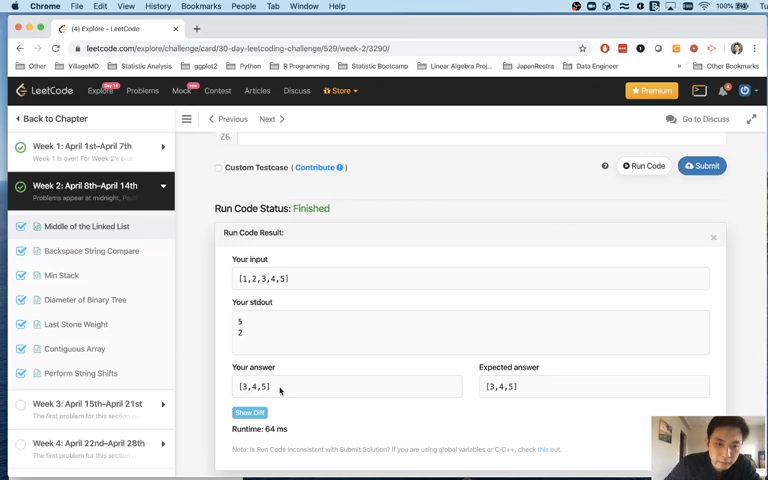 Chrome File Edit View History Bookmarks People Tab Window Help 100% Tu
(4) Explore - LeetCode
leetcode.com/explore/challenge/card/30-day-leetcoding-challenge/529/week-2/3290/
Other VillageMD Statistic Analysis ggplot2 Python R Programming Statistic Bootcamp Linear Algebra Proj... JapanRestra Data Engineer » Other Bookmarks
LeetCode Explore Problems Mock Contest Articles Discuss Store Premium
Back to Chapter Previous Next Go to Discuss
26
Week 1: April 1st–April 7th
Week 1 is over! For Week 2's prob
Week 2: April 8th–April 14th
Problems appear at midnight, Pac
Middle of the Linked List
Backspace String Compare
Min Stack
Diameter of Binary Tree
Last Stone Weight
Contiguous Array
Perform String Shifts
Week 3: April 15th–April 21st
The first problem for this section
Week 4: April 22nd–April 28th
The first problem for this section
Custom Testcase ( Contribute )
Run Code Submit
Run Code Status: Finished
Run Code Result:
Your input
[1,2,3,4,5]
Your stdout
5
2
Your answer Expected answer
[3,4,5] [3,4,5]
Show Diff
Runtime: 64 ms
Note: Is Run Code inconsistent with Submit Solution? If you are using global variables or C/C++, check this out.